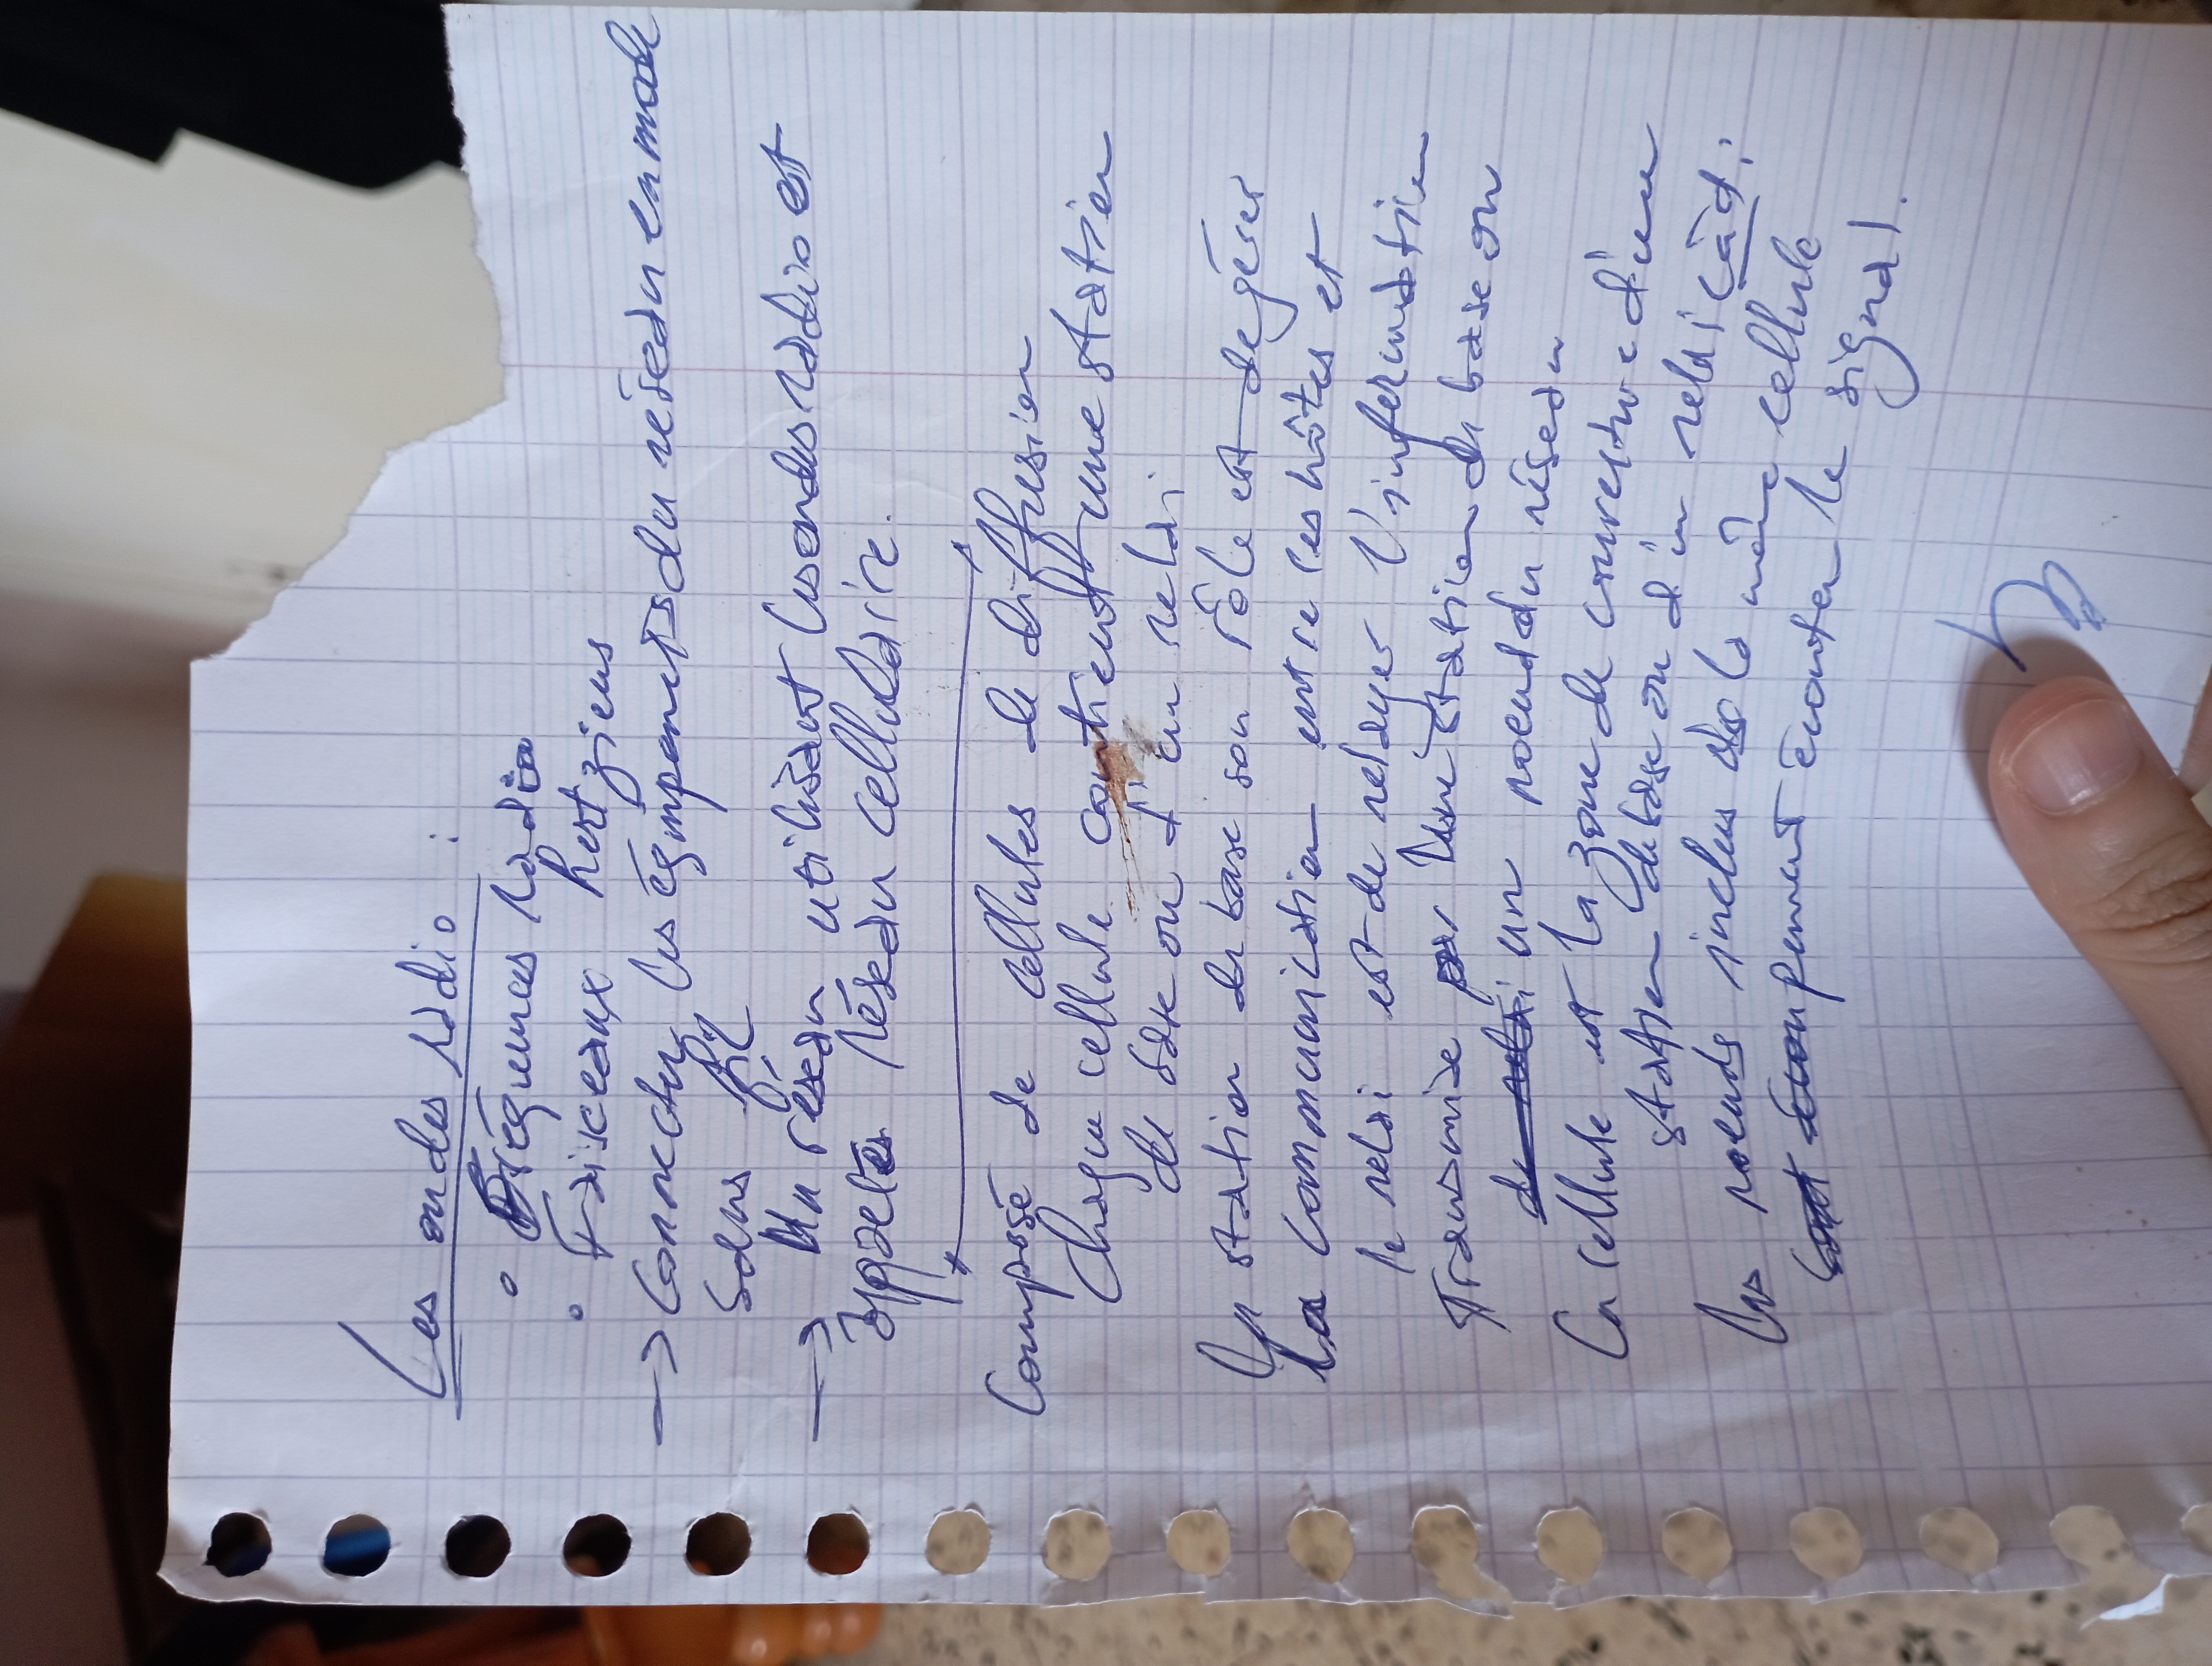 Les ondes radio :
• Fréquences radio
• Faisceaux hertziens
→ Connecter les équipements du réseau en mode
sans fil
→ Un réseau utilisant les ondes radio est
appelés réseau cellulaire.
Composé de cellules de diffusion
Chaque cellule contient une station
de base ou d'un relai
La station de base son rôle est de gérer
la communication entre les hôtes et
le relai est de relayer l'information
Transmise par une station de base ou
un noeud du réseau
La cellule est la zone de couverture d'une
station de base ou d'un relai càd :
les noeuds inclus ds la même cellule
peuvent écouter le signal.